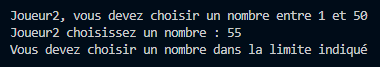 Joueur2, vous devez choisir un nombre entre 1 et 50
Joueur2 choisissez un nombre : 55
Vous devez choisir un nombre dans la limite indiqué